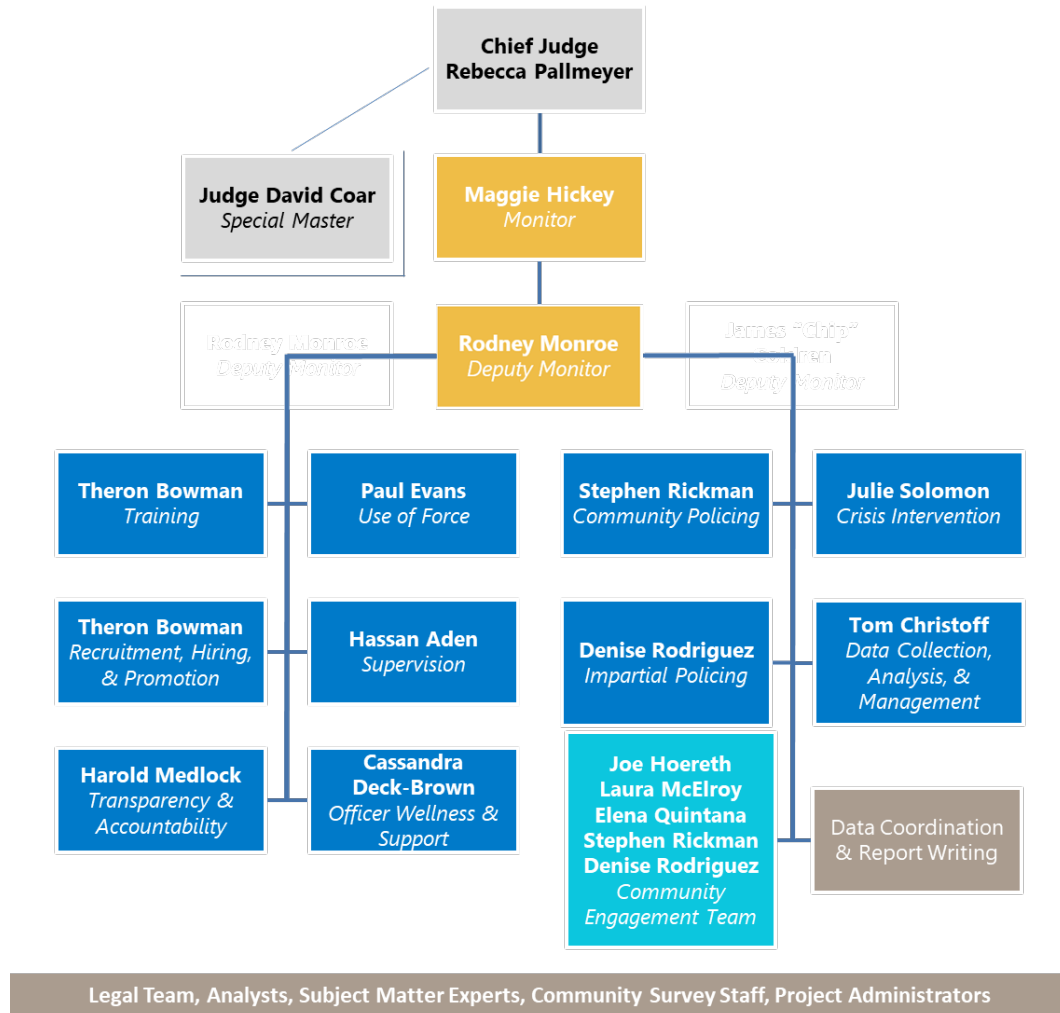 Chief Judge
Rebecca Pallmeyer
Judge David Coar
Special Master
Maggie Hickey
Monitor
Rodney Monroe
Deputy Monitor
Rodney Monroe
Deputy Monitor
James “Chip”
Deputy Monitor
Theron Bowman
Training
Paul Evans
Use of Force
Stephen Rickman
Community Policing
Julie Solomon
Crisis Intervention
Theron Bowman
Recruitment, Hiring,
& Promotion
Hassan Aden
Supervision
Denise Rodriguez
Impartial Policing
Tom Christoff
Data Collection,
Analysis, &
Management
Harold Medlock
Transparency &
Accountability
Cassandra
Deck-Brown
Officer Wellness &
Support
Joe Hoereth
Laura McElroy
Elena Quintana
Stephen Rickman
Denise Rodriguez
Community
Engagement Team
Data Coordination
& Report Writing
Legal Team, Analysts, Subject Matter Experts, Community Survey Staff, Project Administrators